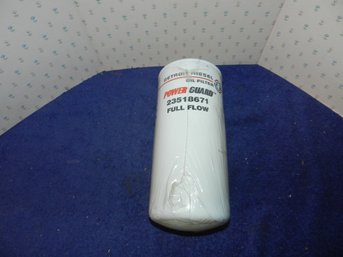 DETROIT DIESEL
OIL FILTER
POWER GUARD
23518671
FULL FLOW